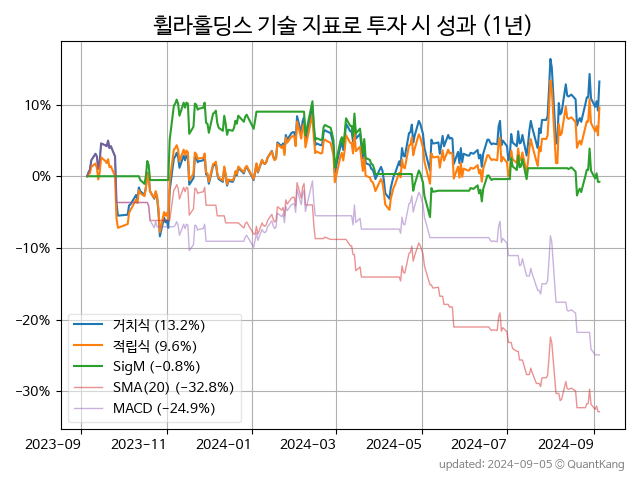 휠라홀딩스 기술 지표로 투자 시 성과 (1년)
10%
0%
−10%
−20%
−30%
거치식 (13.2%)
적립식 (9.6%)
SigM (−0.8%)
SMA(20) (−32.8%)
MACD (−24.9%)
2023-09 2023-11 2024-01 2024-03 2024-05 2024-07 2024-09
updated: 2024-09-05 © QuantKang